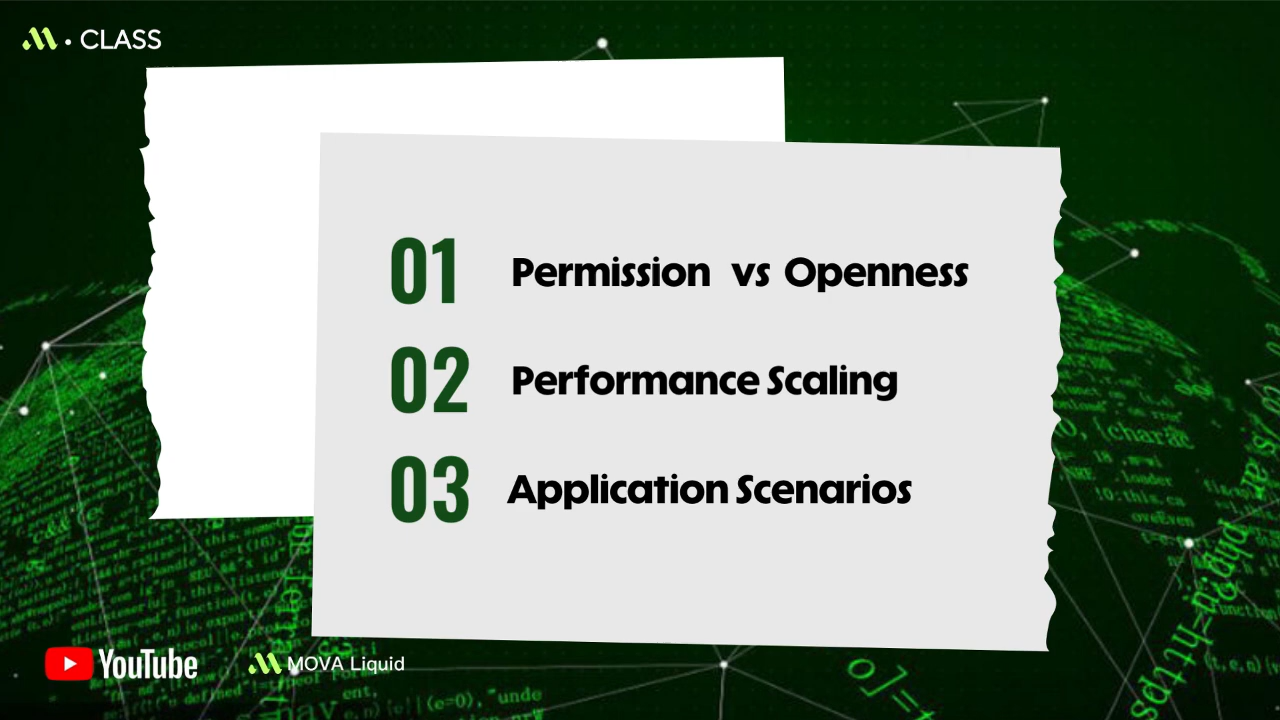 · CLASS
01 Permission vs Openness
02 Performance Scaling
03 Application Scenarios
YouTube
MOVA Liquid